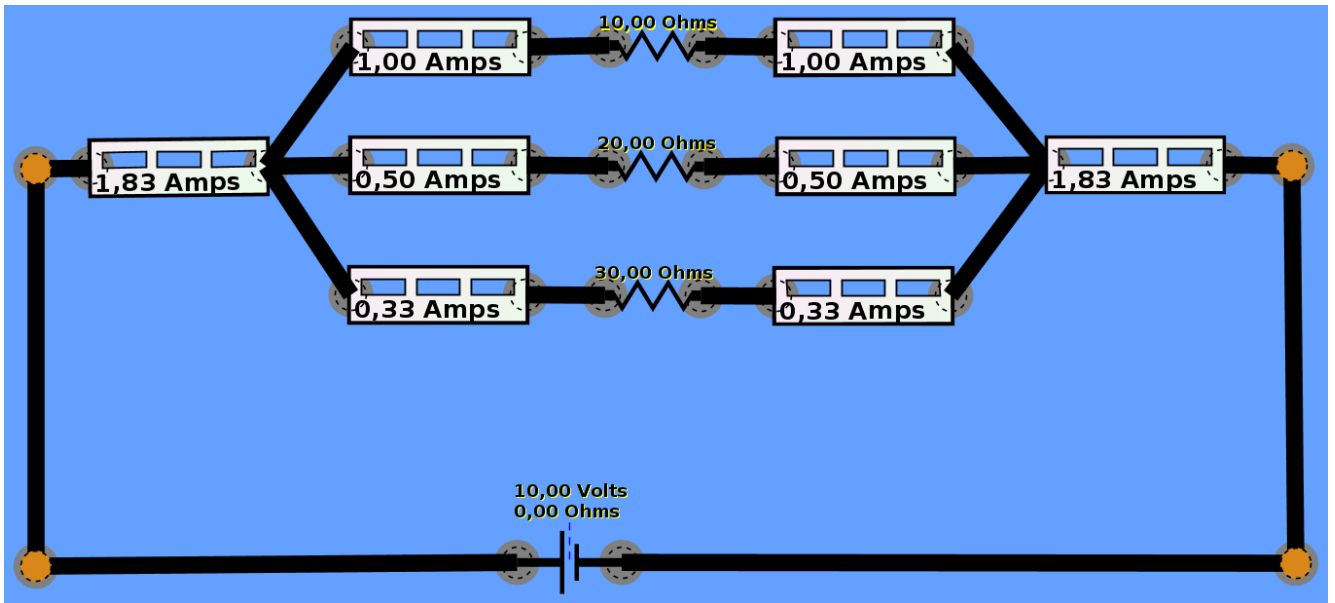 10,00 Ohms
1,00 Amps
1,00 Amps
20,00 Ohms
1,83 Amps
0,50 Amps
0,50 Amps
1,83 Amps
30,00 Ohms
0,33 Amps
0,33 Amps
10,00 Volts
0,00 Ohms